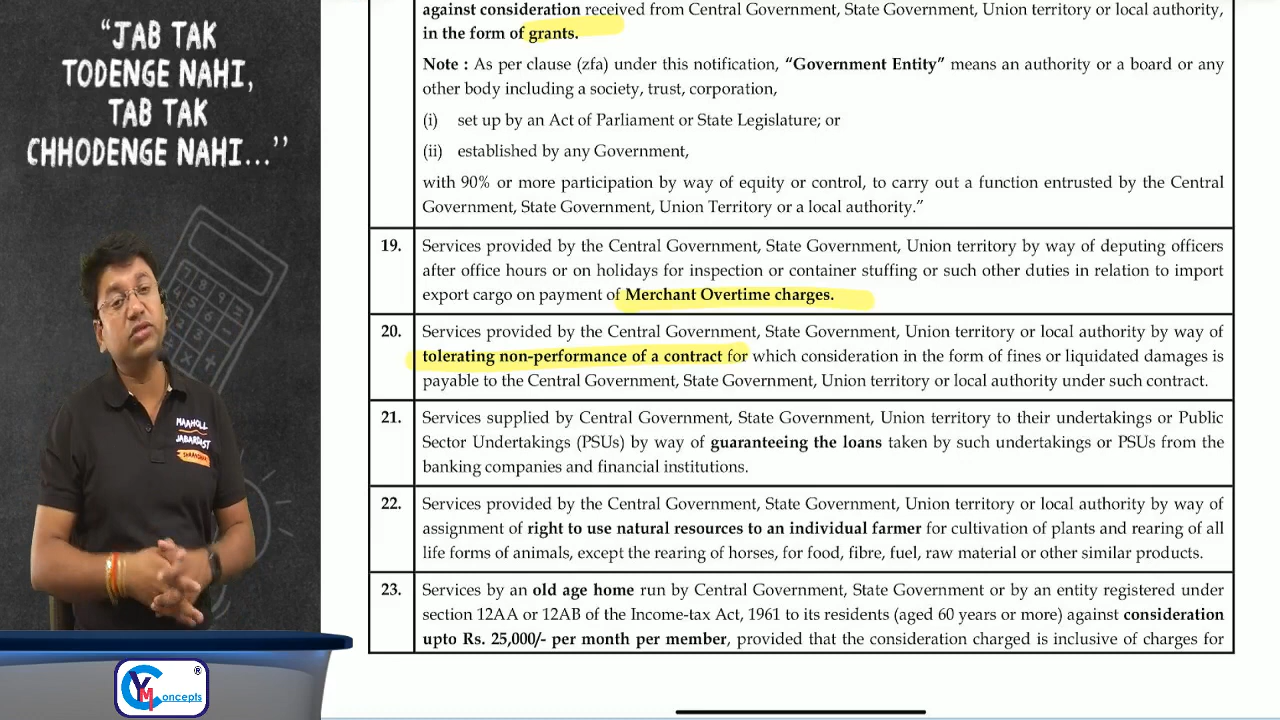 “JAB TAK
TODENGE NAHI,
TAB TAK
CHHODENGE NAHI...’’
MAAHOLL
JABARDAST
against consideration received from Central Government, State Government, Union territory or local authority,
in the form of grants.
Note : As per clause (zfa) under this notification, “Government Entity” means an authority or a board or any
other body including a society, trust, corporation,
(i) set up by an Act of Parliament or State Legislature; or
(ii) established by any Government,
with 90% or more participation by way of equity or control, to carry out a function entrusted by the Central
Government, State Government, Union Territory or a local authority.”
19. Services provided by the Central Government, State Government, Union territory by way of deputing officers
after office hours or on holidays for inspection or container stuffing or such other duties in relation to import
export cargo on payment of Merchant Overtime charges.
20. Services provided by the Central Government, State Government, Union territory or local authority by way of
tolerating non-performance of a contract for which consideration in the form of fines or liquidated damages is
payable to the Central Government, State Government, Union territory or local authority under such contract.
21. Services supplied by Central Government, State Government, Union territory to their undertakings or Public
Sector Undertakings (PSUs) by way of guaranteeing the loans taken by such undertakings or PSUs from the
banking companies and financial institutions.
22. Services provided by the Central Government, State Government, Union territory or local authority by way of
assignment of right to use natural resources to an individual farmer for cultivation of plants and rearing of all
life forms of animals, except the rearing of horses, for food, fibre, fuel, raw material or other similar products.
23. Services by an old age home run by Central Government, State Government or by an entity registered under
section 12AA or 12AB of the Income-tax Act, 1961 to its residents (aged 60 years or more) against consideration
upto Rs. 25,000/- per month per member, provided that the consideration charged is inclusive of charges for
CYM oncepts ®